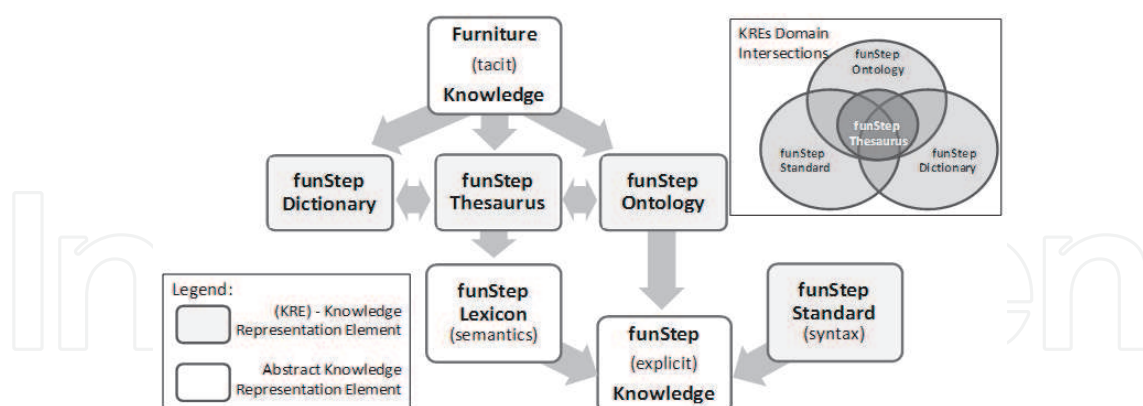 Furniture
(tacit)
Knowledge
KREs Domain
Intersections
funStep
Ontology
funStep
Thesaurus
funStep
Standard
funStep
Dictionary
funStep
Dictionary
funStep
Thesaurus
funStep
Ontology
Legend:
(KRE) - Knowledge
Representation Element
Abstract Knowledge
Representation Element
funStep
Lexicon
(semantics)
funStep
(explicit)
Knowledge
funStep
Standard
(syntax)